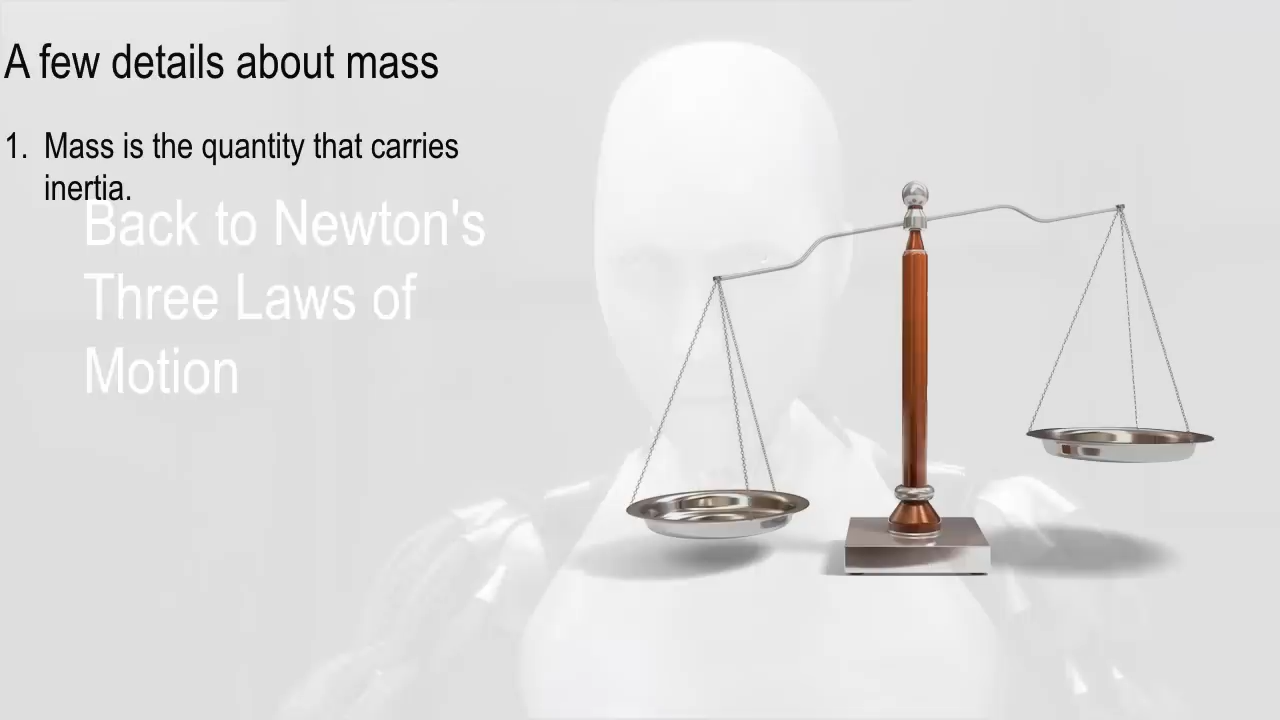 A few details about mass
1. Mass is the quantity that carries
inertia.
Back to Newton's
Three Laws of
Motion